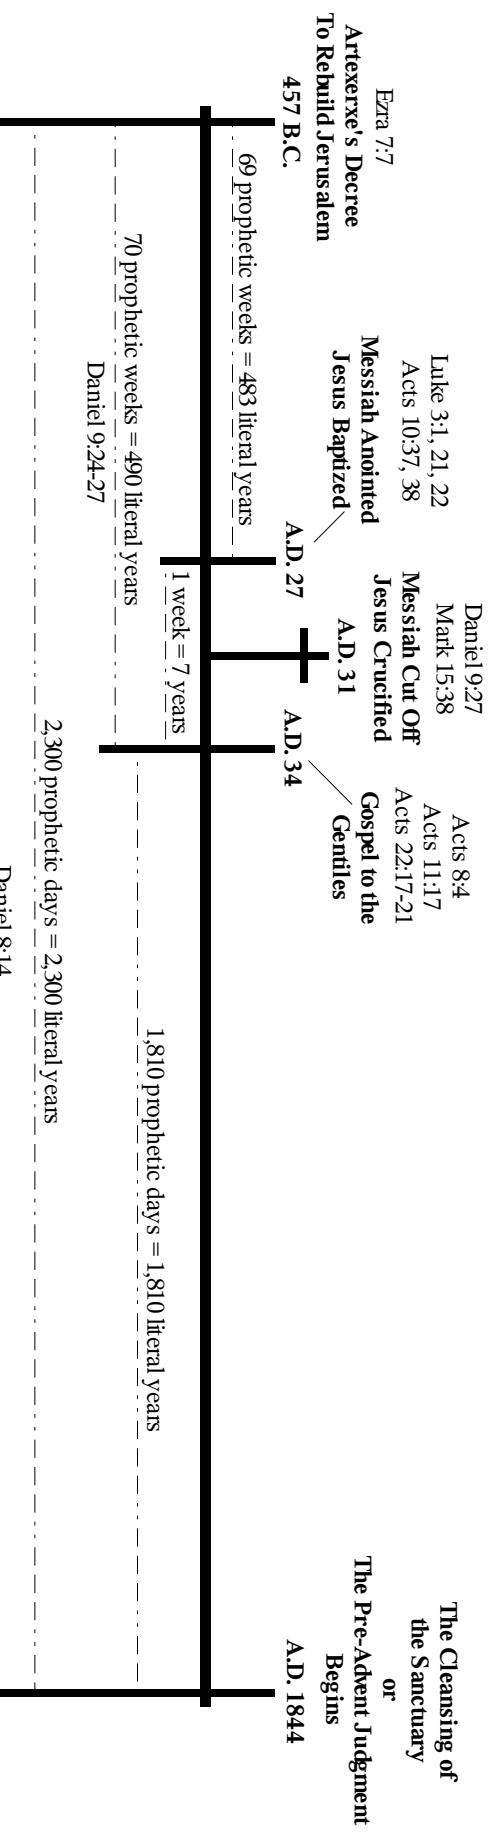 Ezra 7:7
Artexerxe's Decree
To Rebuild Jerusalem
457 B.C.
Luke 3:1, 21, 22
Acts 10:37, 38
Messiah Anointed
Jesus Baptized
A.D. 27
Daniel 9:27
Mark 15:38
Messiah Cut Off
Jesus Crucified
A.D. 31
Acts 8:4
Acts 11:17
Acts 22:17-21
Gospel to the
Gentiles
A.D. 34
The Cleansing of
the Sanctuary
or
The Pre-Advent Judgment
Begins
A.D. 1844
69 prophetic weeks = 483 literal years
1 week = 7 years
1,810 prophetic days = 1,810 literal years
70 prophetic weeks = 490 literal years
Daniel 9:24-27
2,300 prophetic days = 2,300 literal years
Daniel 8:14